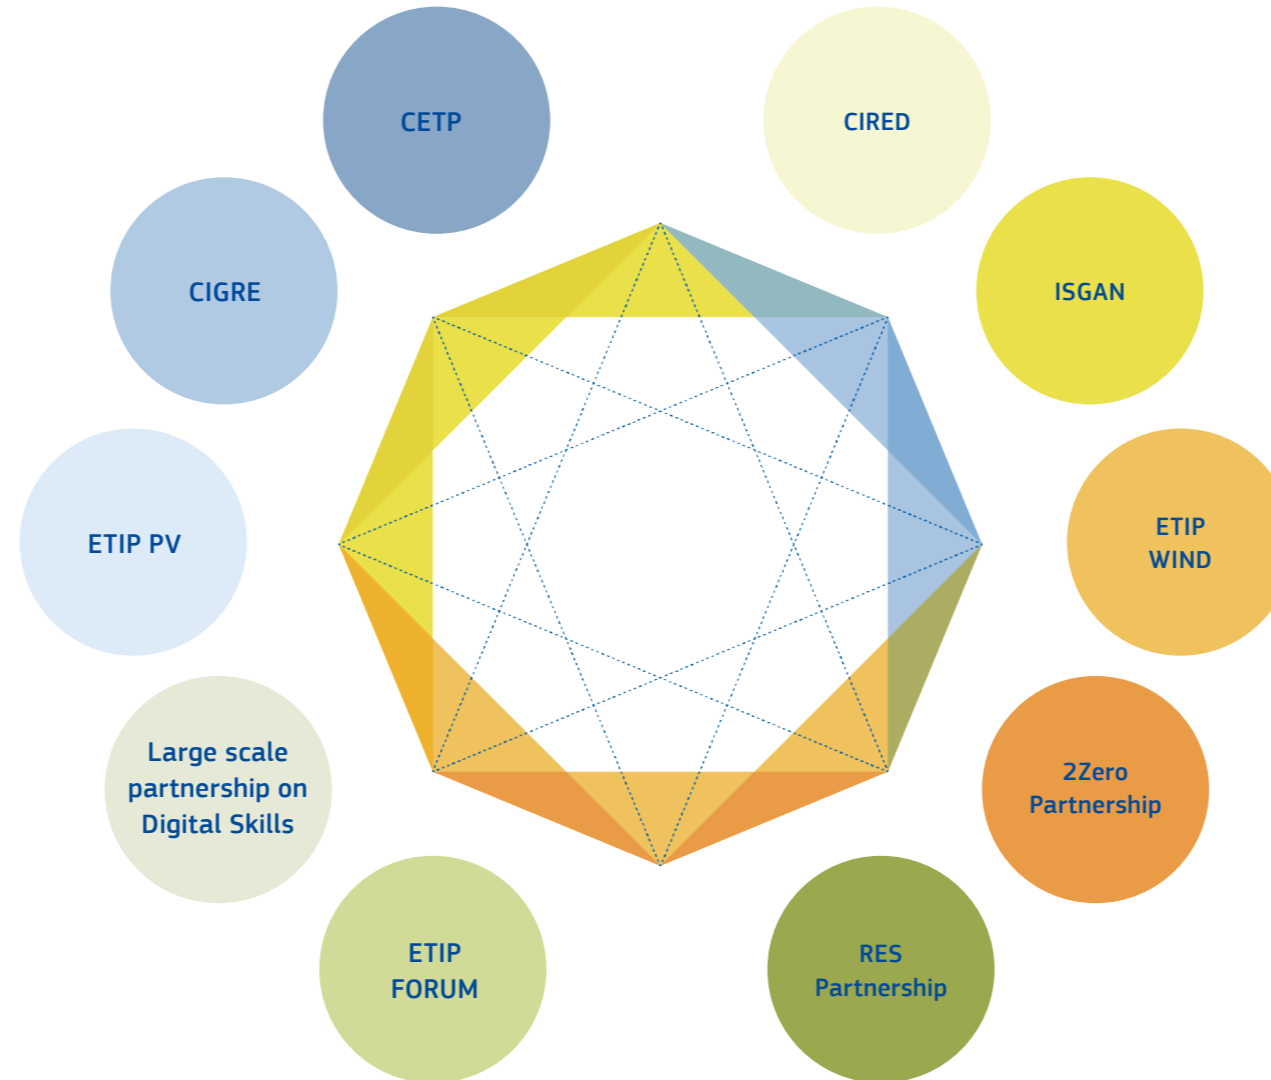 CETP
CIRED
CIGRE
ISGAN
ETIP PV
ETIP
WIND
Large scale
partnership on
Digital Skills
2Zero
Partnership
ETIP
FORUM
RES
Partnership